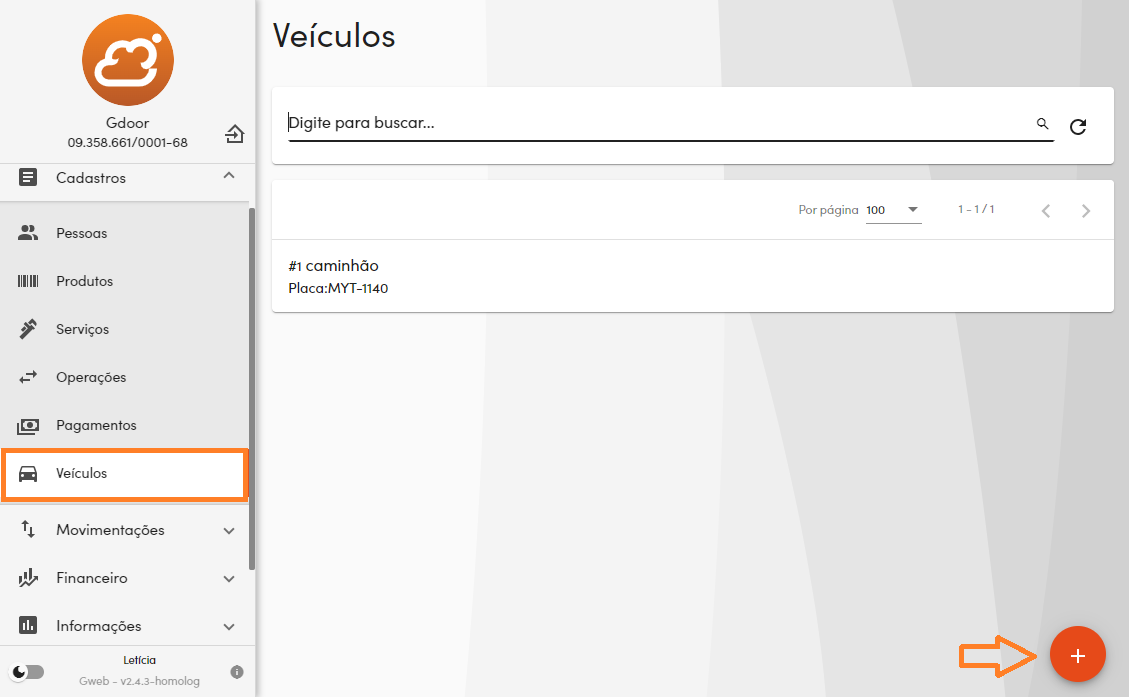 Gdoor
09.358.661/0001-68
Cadastros
Pessoas
Produtos
Serviços
Operações
Pagamentos
Veículos
Movimentações
Financeiro
Informações
Letícia
Gweb - v2.4.3-homolog
Veículos
Digite para buscar...
Por página 100 1 - 1 / 1
#1 caminhão
Placa:MYT-1140